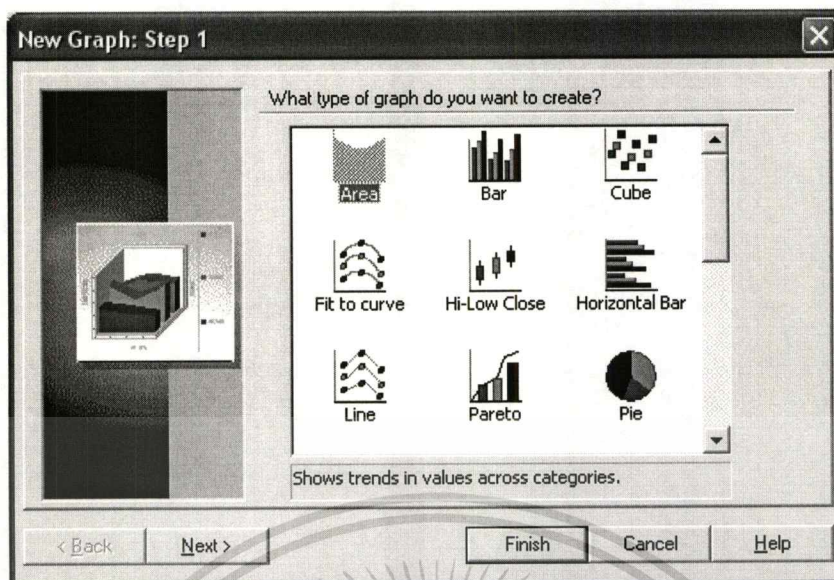 New Graph: Step 1
What type of graph do you want to create?
Area
Bar
Cube
Fit to curve
Hi-Low Close
Horizontal Bar
Line
Pareto
Pie
Shows trends in values across categories.
< Back
Next >
Finish
Cancel
Help